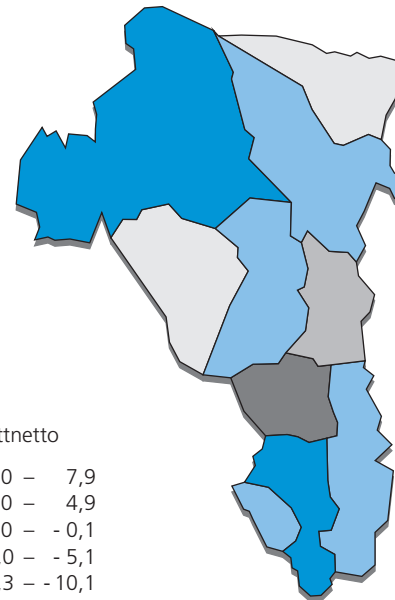 ttnetto
0 – 7,9
0 – 4,9
0 – - 0,1
,0 – - 5,1
,3 – - 10,1